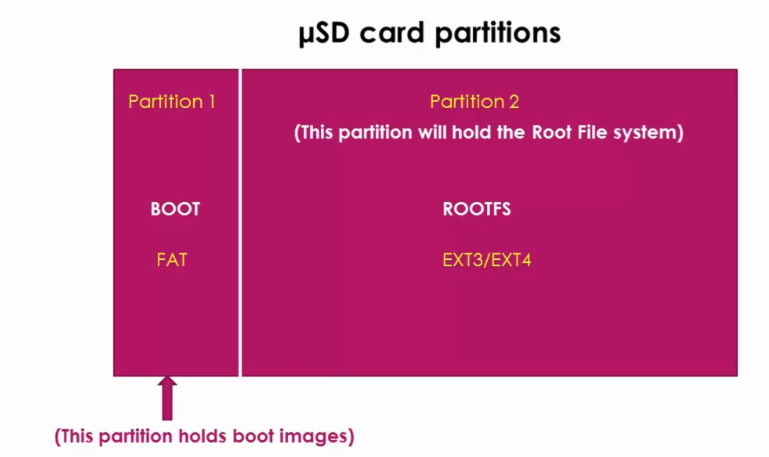 µSD card partitions
Partition 1
Partition 2
(This partition will hold the Root File system)
BOOT
ROOTFS
FAT
EXT3/EXT4
(This partition holds boot images)